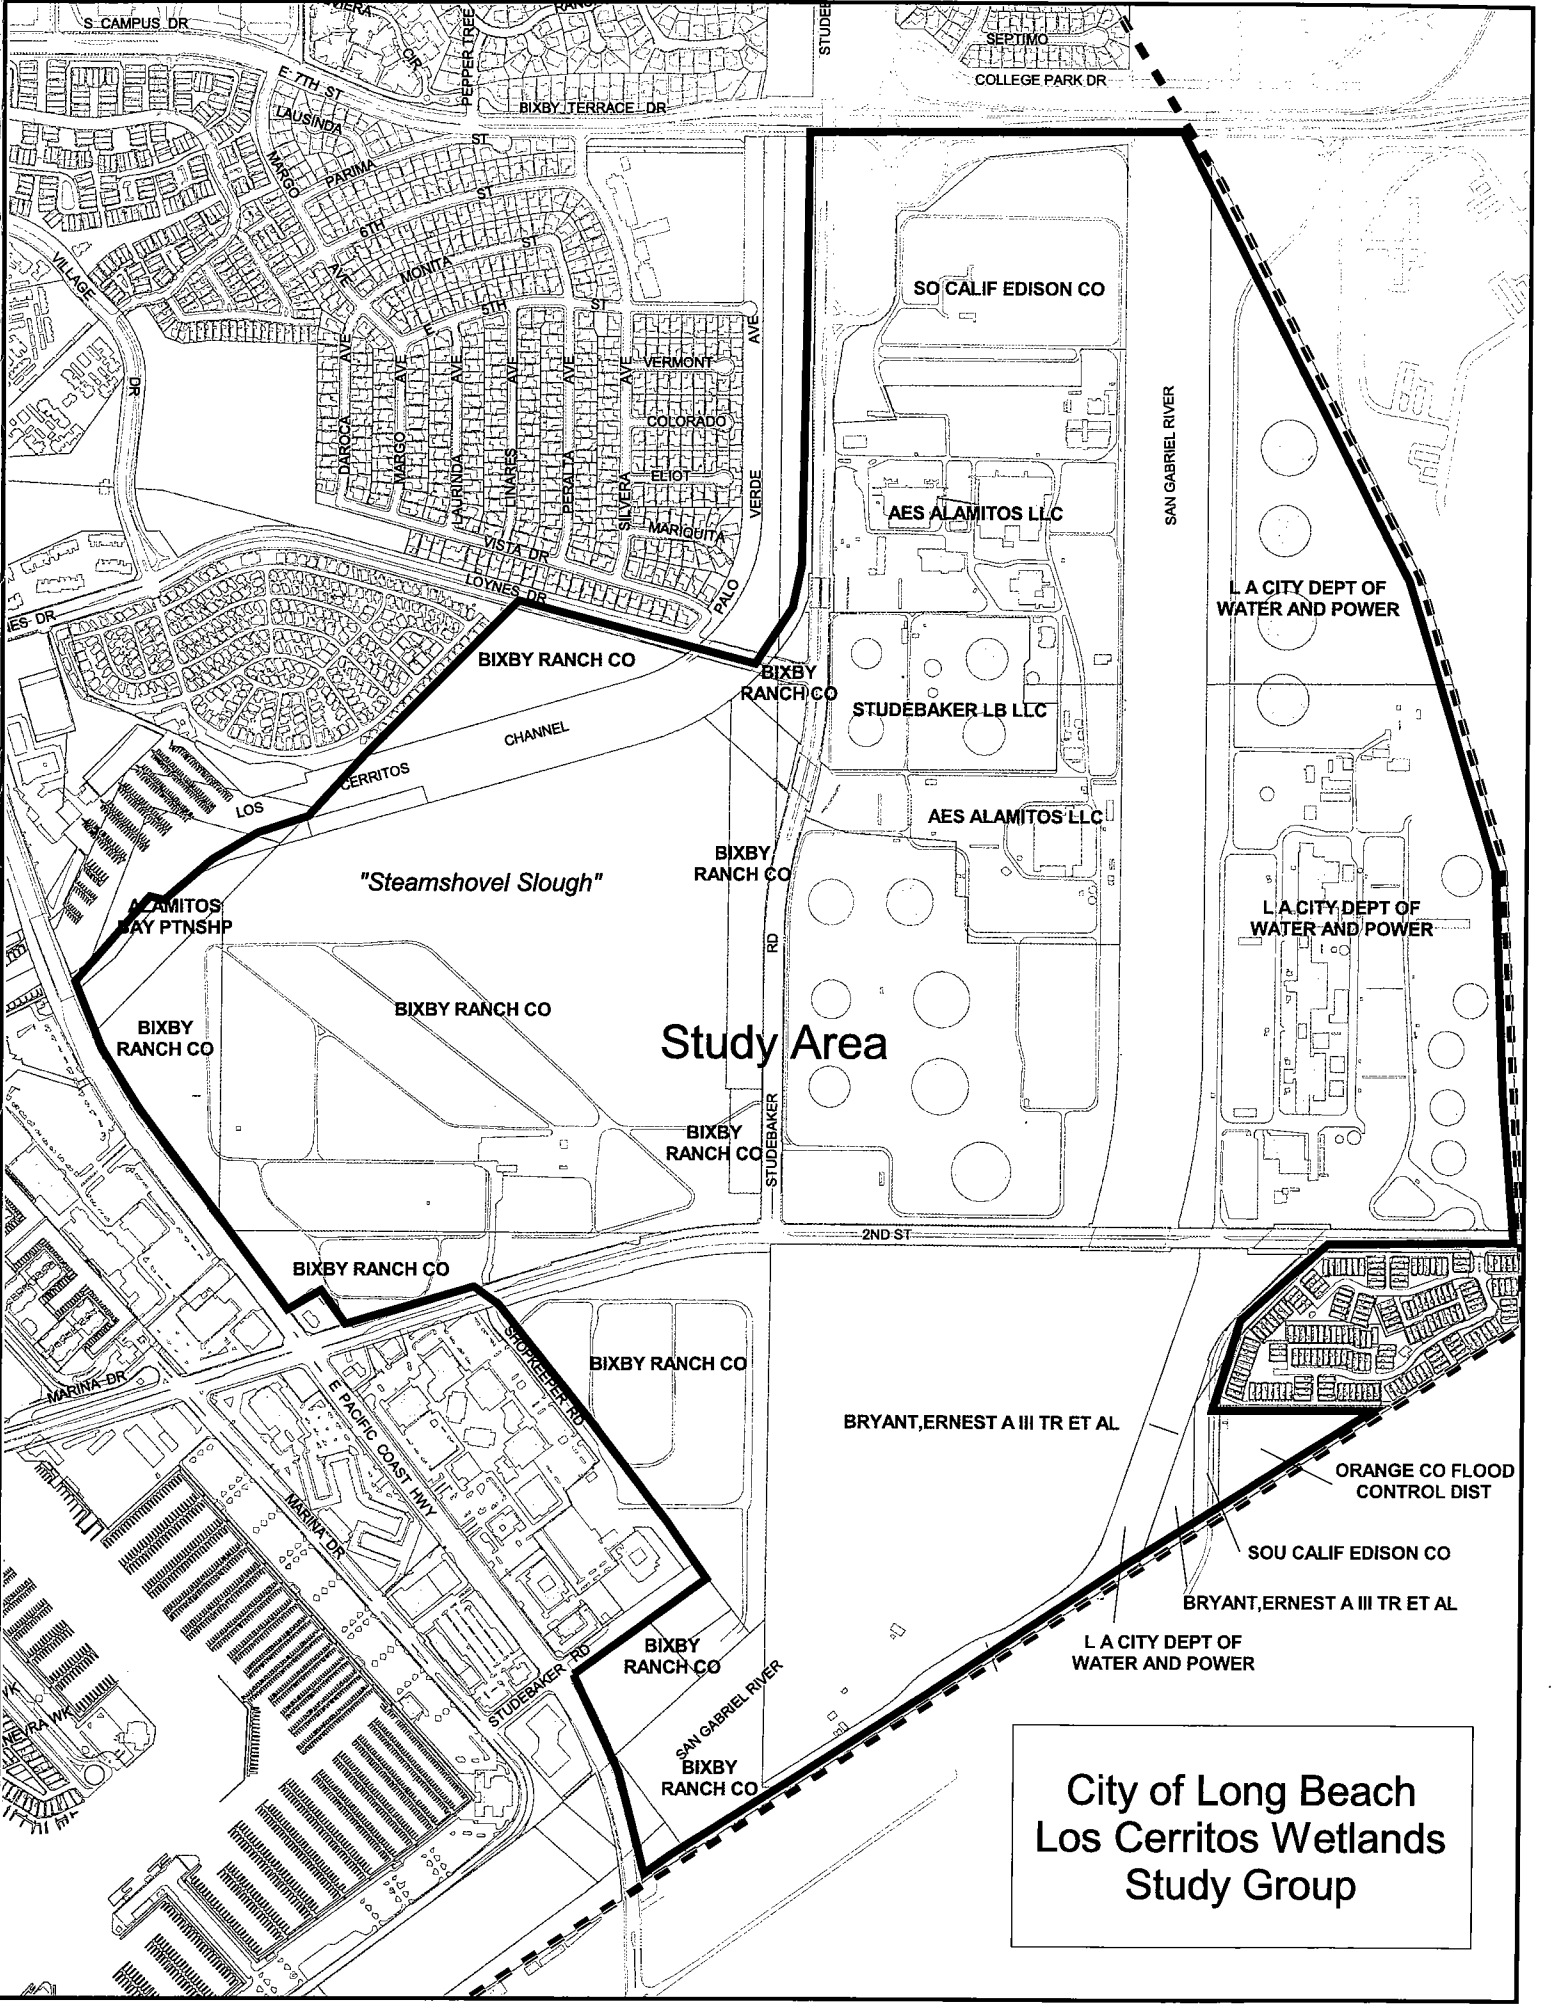 S CAMPUS DR
SEPTIMO
COLLEGE PARK DR
PEPPER TREE
CIR
E 7TH ST
BIXBY TERRACE DR
LAUSINDA
MARGO
PARIMA
ST
6TH
ST
MONITA
ST
AVE
E 5TH
ST
VILLAGE
DR
DAROCA
AVE
MARGO
AVE
LAURINDA
AVE
LINARES
AVE
PERALTA
AVE
SILVERA
AVE
VERMONT
COLORADO
ELIOT
MARIQUITA
PALO
VERDE
AVE
VISTA DR
LOYNES DR
SO CALIF EDISON CO
SAN GABRIEL RIVER
AES ALAMITOS LLC
L A CITY DEPT OF
WATER AND POWER
BIXBY RANCH CO
BIXBY
RANCH CO
STUDEBAKER LB LLC
LOS
CERRITOS
CHANNEL
AES ALAMITOS LLC
BIXBY
RANCH CO
"Steamshovel Slough"
ALAMITOS
BAY PTNSHP
L A CITY DEPT OF
WATER AND POWER
BIXBY RANCH CO
BIXBY
RANCH CO
Study Area
STUDEBAKER
RD
BIXBY
RANCH CO
2ND ST
BIXBY RANCH CO
SHOPKEEPER RD
BIXBY RANCH CO
MARINA DR
E PACIFIC COAST HWY
BRYANT,ERNEST A III TR ET AL
ORANGE CO FLOOD
CONTROL DIST
MARINA DR
SOU CALIF EDISON CO
BRYANT,ERNEST A III TR ET AL
L A CITY DEPT OF
WATER AND POWER
BIXBY
RANCH CO
STUDEBAKER RD
SAN GABRIEL RIVER
BIXBY
RANCH CO
City of Long Beach
Los Cerritos Wetlands
Study Group